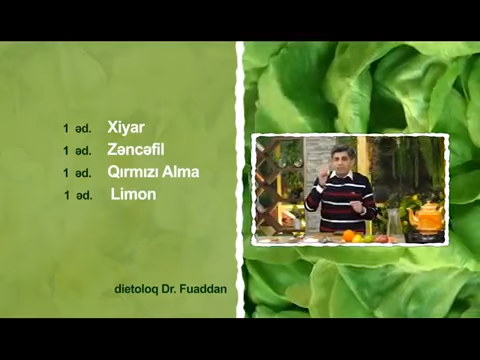 1 əd. Xiyar
1 əd. Zəncəfil
1 əd. Qırmızı Alma
1 əd. Limon
dietoloq Dr. Fuaddan